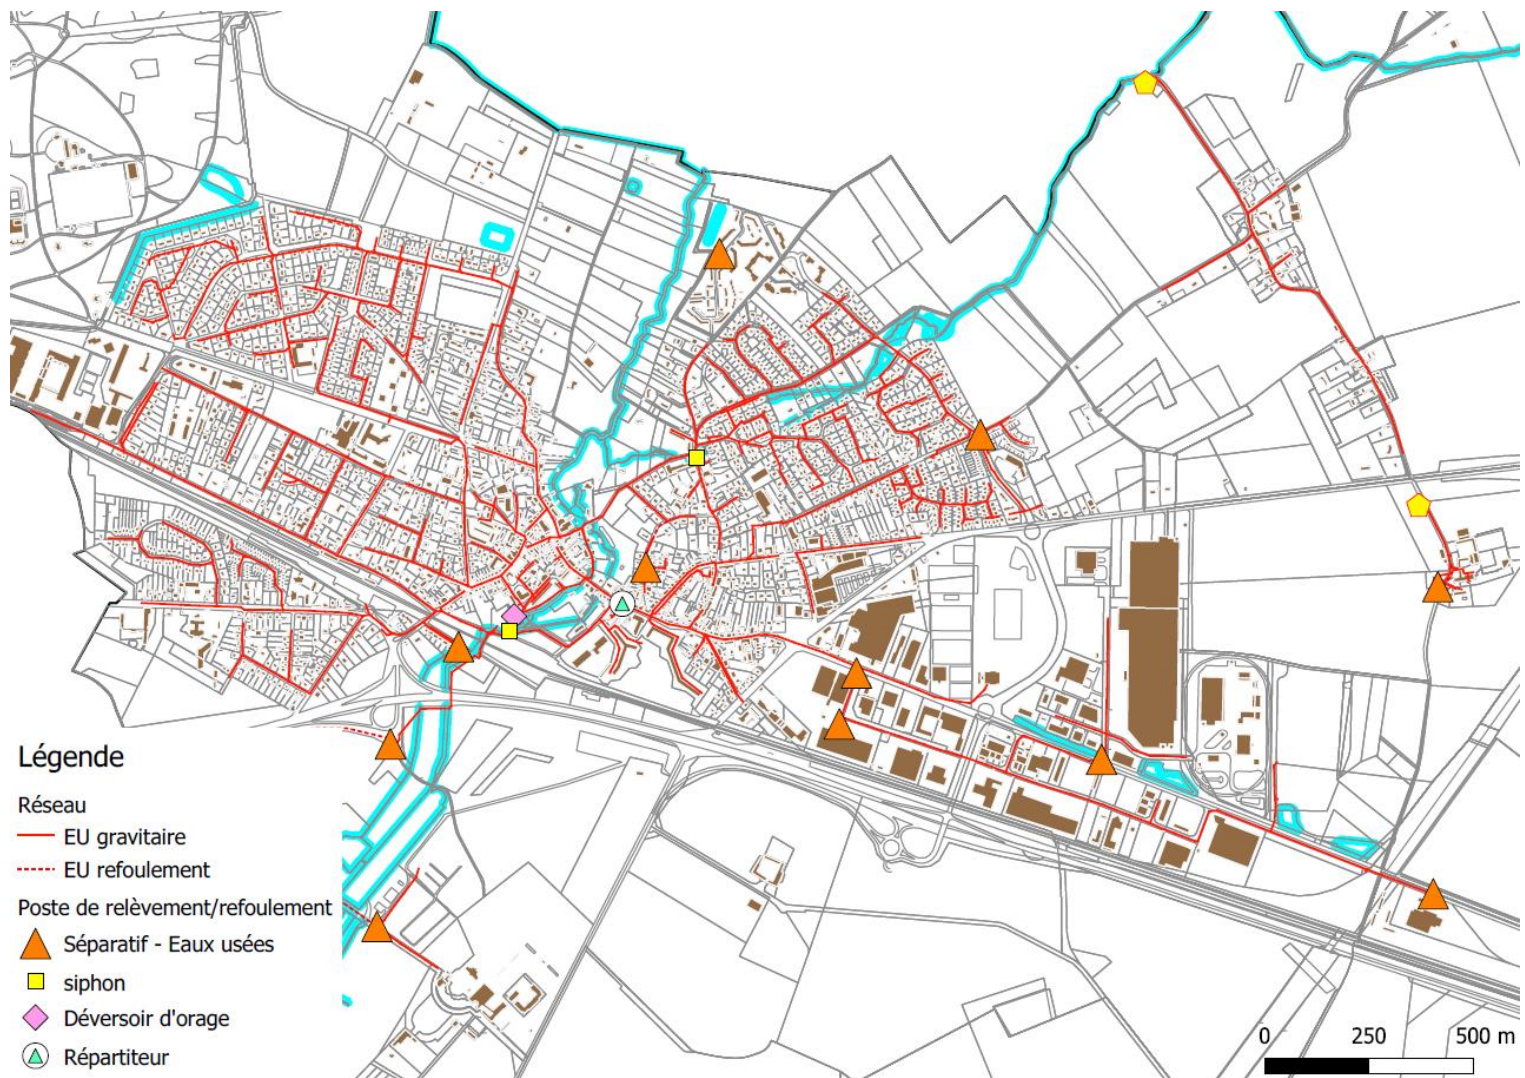 Légende
Réseau
EU gravitaire
EU refoulement
Poste de relèvement/refoulement
Séparatif - Eaux usées
siphon
Déversoir d'orage
Répartiteur
0 250 500 m